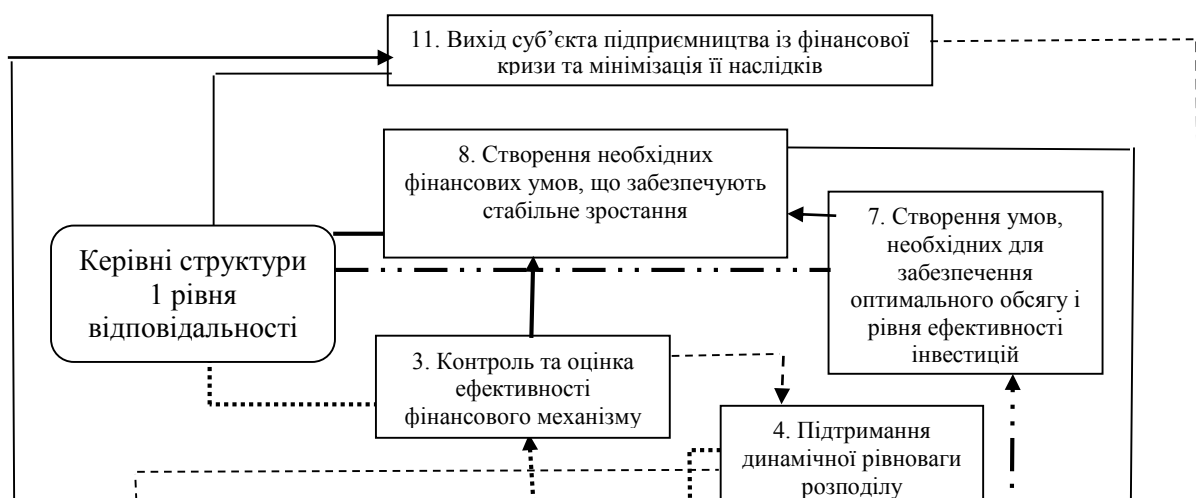 11. Вихід суб’єкта підприємництва із фінансової
кризи та мінімізація її наслідків
8. Створення необхідних
фінансових умов, що забезпечують
стабільне зростання
7. Створення умов,
необхідних для
забезпечення
оптимального обсягу і
рівня ефективності
інвестицій
Керівні структури
1 рівня
відповідальності
3. Контроль та оцінка
ефективності
фінансового механізму
4. Підтримання
динамічної рівноваги
розподілу